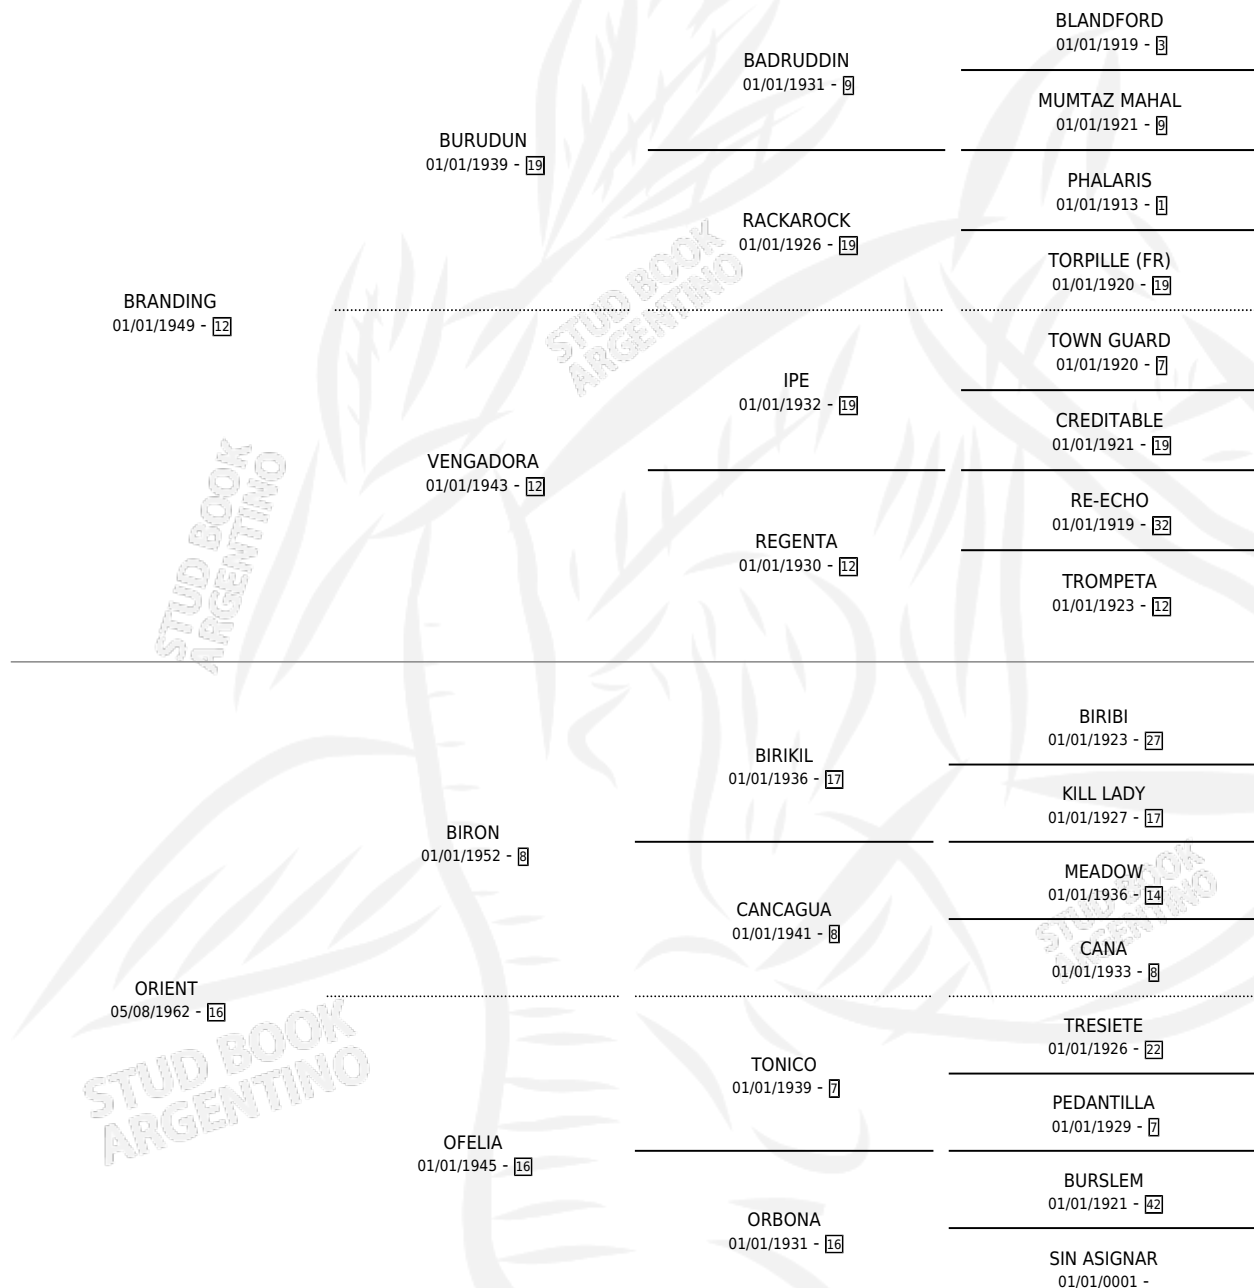 BLANDFORD
01/01/1919 - 3
BADRUDDIN
01/01/1931 - 9
MUMTAZ MAHAL
01/01/1921 - 9
BURUDUN
01/01/1939 - 19
PHALARIS
01/01/1913 - 1
RACKAROCK
01/01/1926 - 19
TORPILLE (FR)
01/01/1920 - 19
BRANDING
01/01/1949 - 12
TOWN GUARD
01/01/1920 - 7
IPE
01/01/1932 - 19
CREDITABLE
01/01/1921 - 19
VENGADORA
01/01/1943 - 12
RE-ECHO
01/01/1919 - 32
REGENTA
01/01/1930 - 12
TROMPETA
01/01/1923 - 12
BIRIBI
01/01/1923 - 27
BIRIKIL
01/01/1936 - 17
KILL LADY
01/01/1927 - 17
BIRON
01/01/1952 - 8
MEADOW
01/01/1936 - 14
CANCAGUA
01/01/1941 - 8
CANA
01/01/1933 - 8
ORIENT
05/08/1962 - 16
TRESIETE
01/01/1926 - 22
TONICO
01/01/1939 - 7
PEDANTILLA
01/01/1929 - 7
OFELIA
01/01/1945 - 16
BURSLEM
01/01/1921 - 42
ORBONA
01/01/1931 - 16
SIN ASIGNAR
01/01/0001 -
STUD BOOK
ARGENTINO
STUD BOOK
ARGENTINO
STUD BOOK
ARGENTINO
STUD BOOK
ARGENTINO